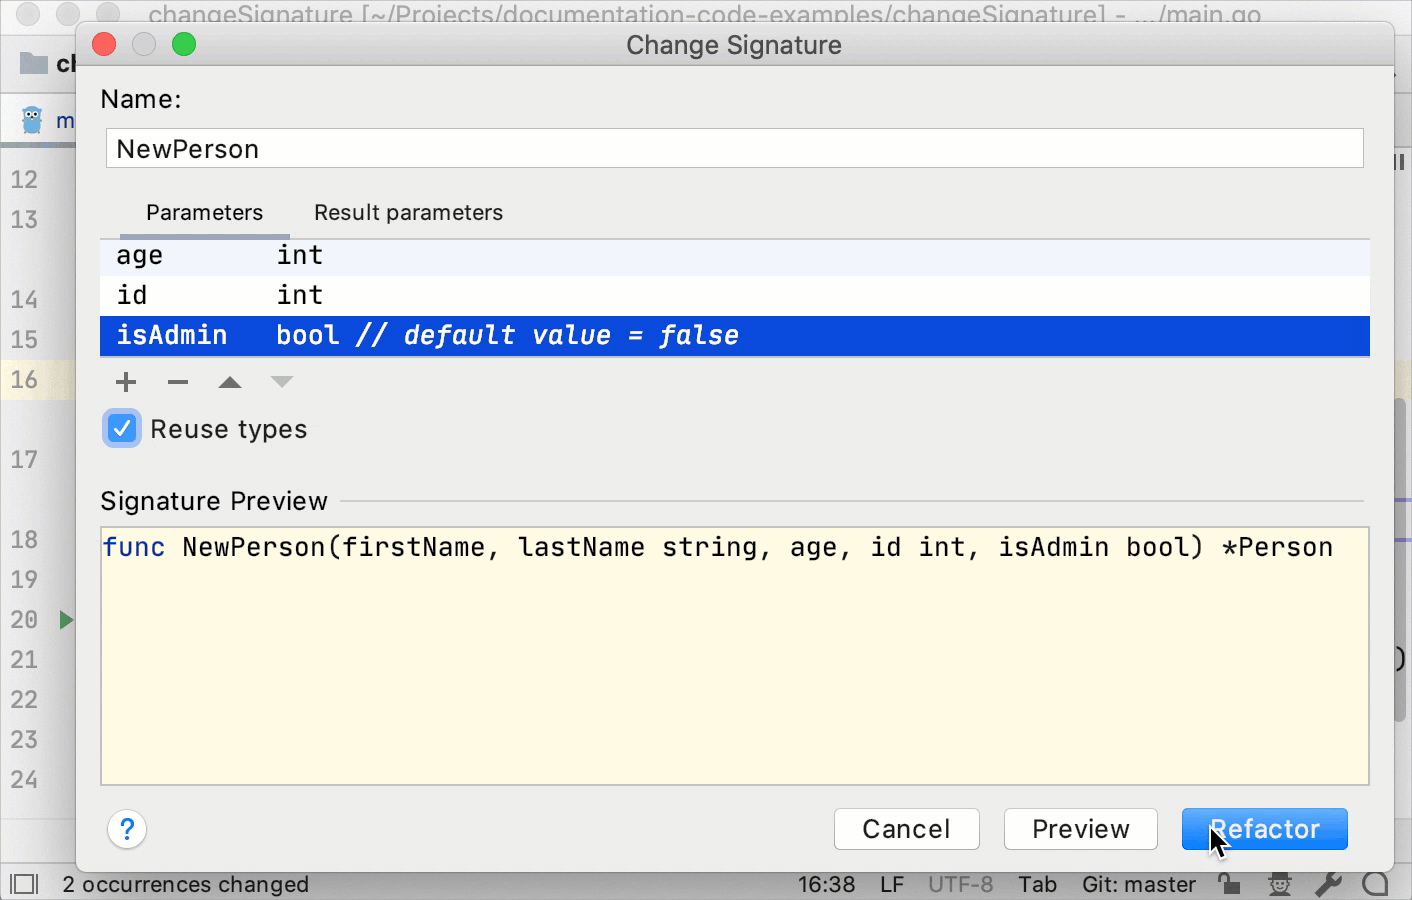 changeSignature [~/Projects/documentation-code-examples/changeSignature] - .../main.go
Change Signature
Name:
NewPerson
Parameters Result parameters
age int
id int
isAdmin bool // default value = false
Reuse types
Signature Preview
func NewPerson(firstName, lastName string, age, id int, isAdmin bool) *Person
?
Cancel Preview Refactor
12
13
14
15
16
17
18
19
20
21 )
22
23
24
2 occurrences changed 16:38 LF UTF-8 Tab Git: master